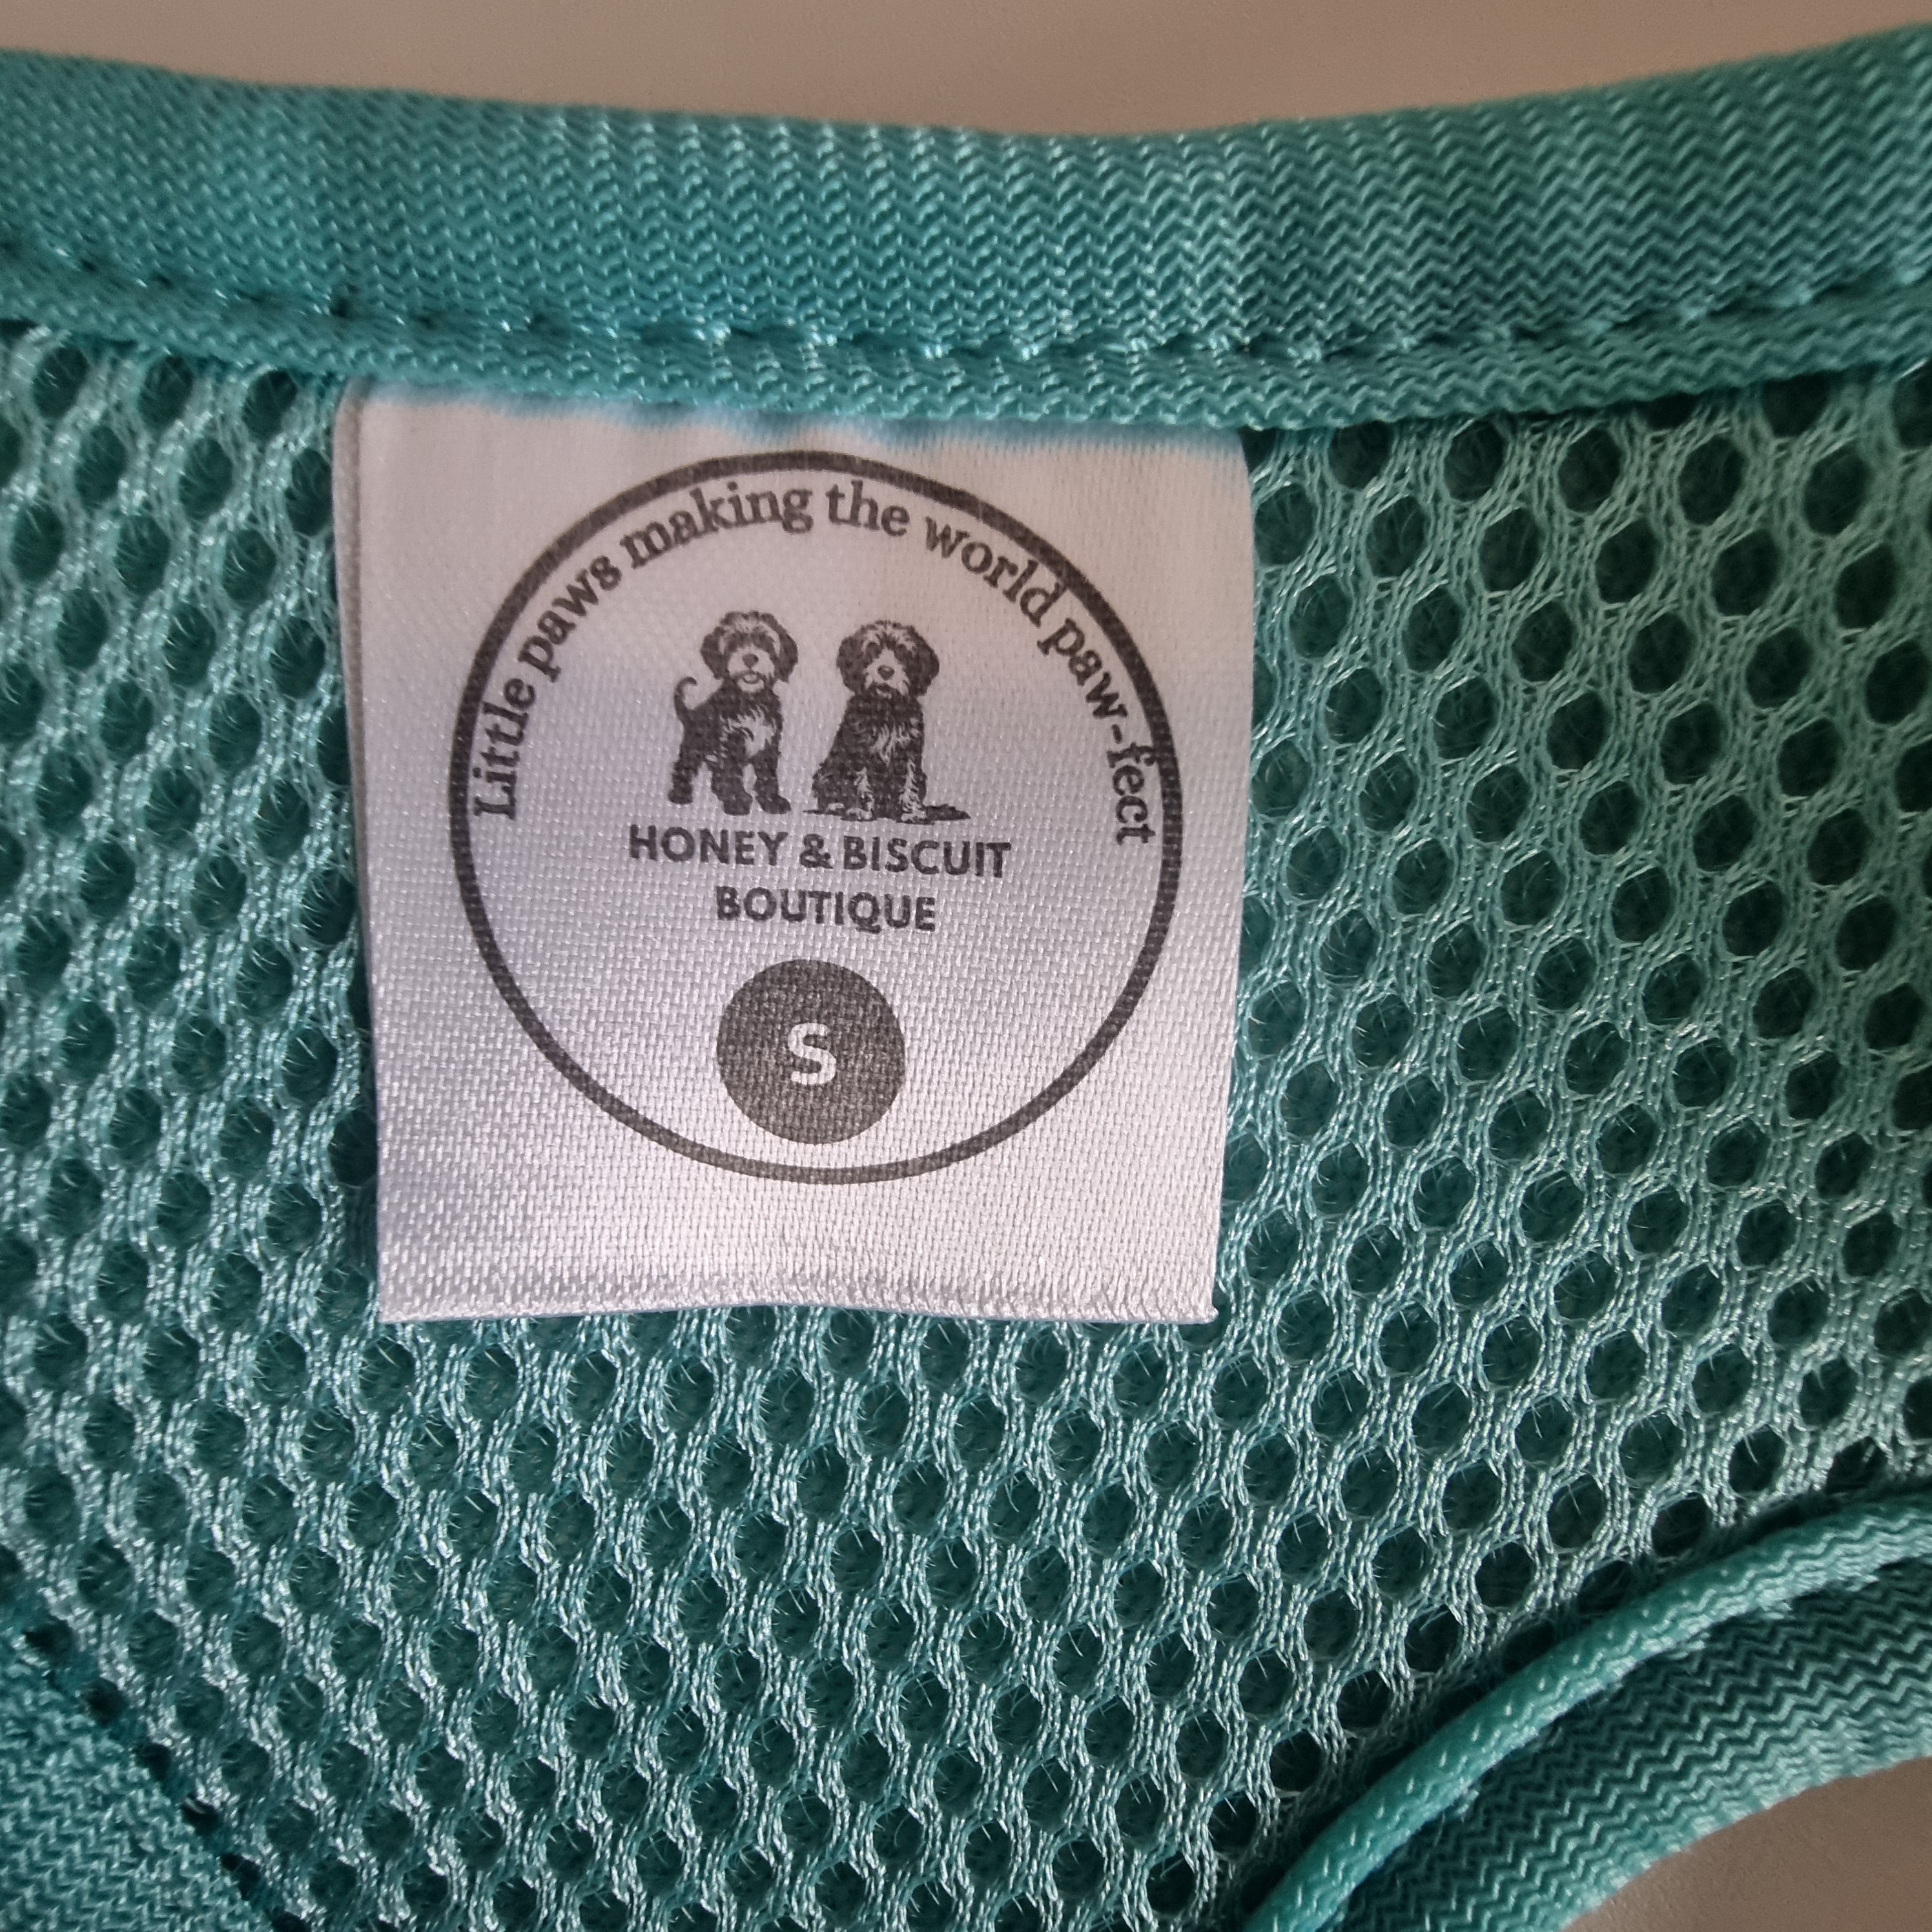 Little paws making the world paw-fect
HONEY & BISCUIT
BOUTIQUE
S